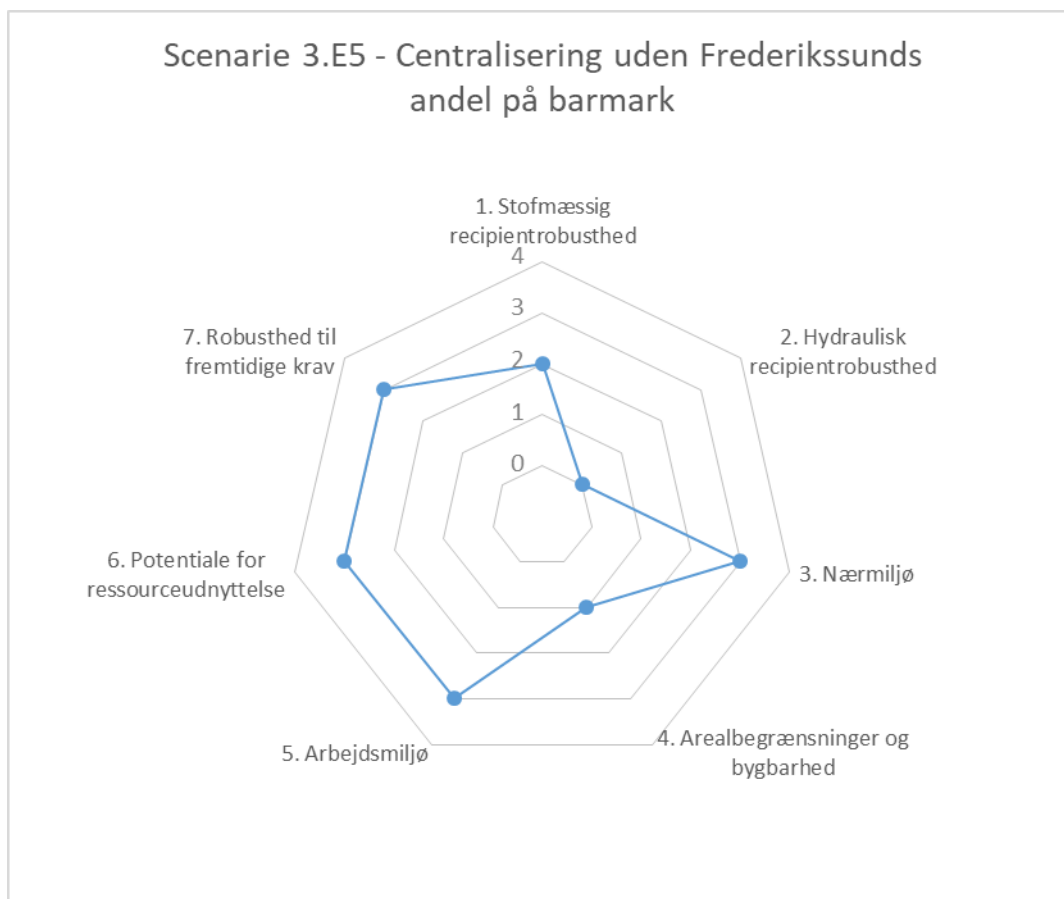 Scenarie 3.E5 - Centralisering uden Frederikssunds
andel på barmark
1. Stofmæssig
recipientrobusthed
4
3
2
1
0
2. Hydraulisk
recipientrobusthed
3. Nærmiljø
4. Arealbegrænsninger og
bygbarhed
5. Arbejdsmiljø
6. Potentiale for
ressourceudnyttelse
7. Robusthed til
fremtidige krav